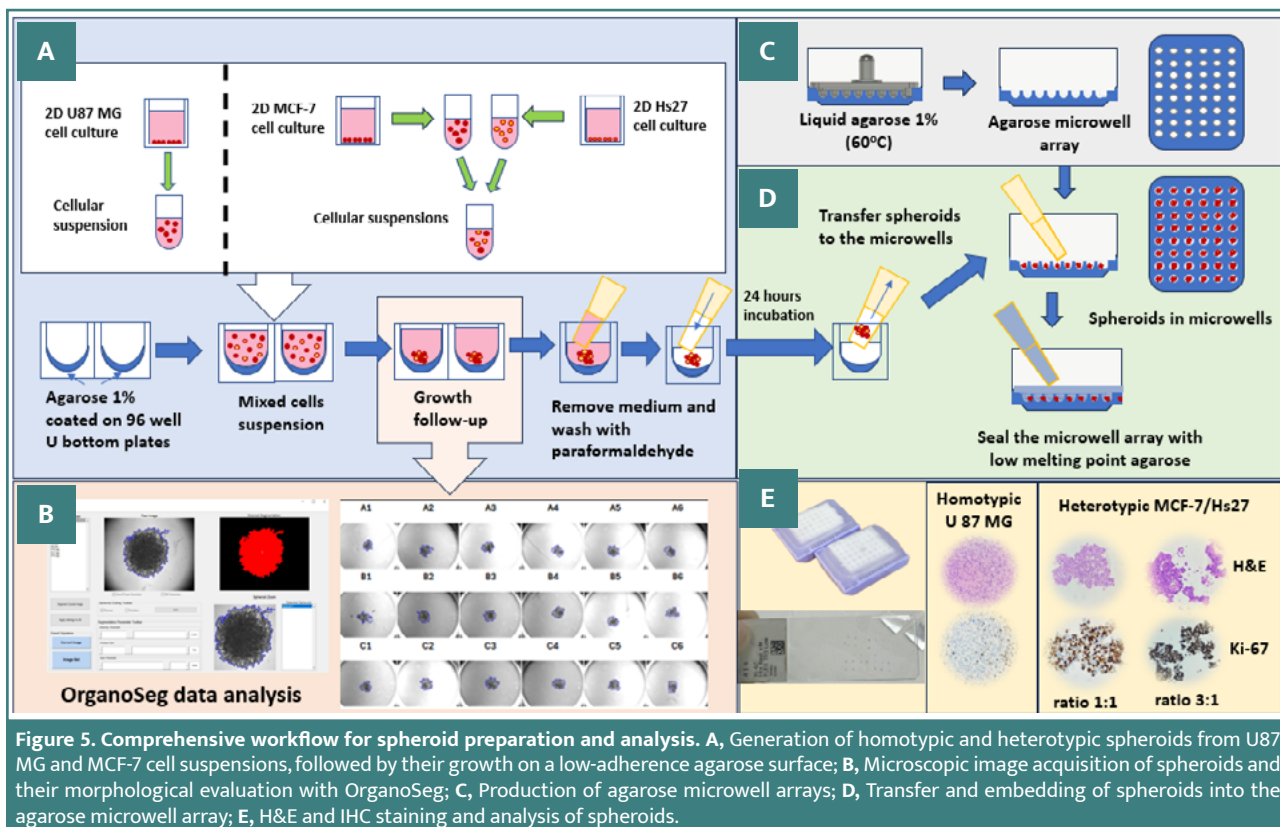 A
2D U87 MG
cell culture
Cellular
suspension
2D MCF-7
cell culture
2D Hs27
cell culture
Cellular suspensions
Agarose 1%
coated on 96 well
U bottom plates
Mixed cells
suspension
Growth
follow-up
Remove medium and
wash with
paraformaldehyde
24 hours
incubation
C
Liquid agarose 1%
(60⁰C)
Agarose microwell
array
D
Transfer spheroids
to the microwells
Spheroids in microwells
Seal the microwell array with
low melting point agarose
B
OrganoSeg data analysis
A1 A2 A3 A4 A5 A6
B1 B2 B3 B4 B5 B6
C1 C2 C3 C4 C5 C6
E
Homotypic
U 87 MG
Heterotypic MCF-7/Hs27
H&E
Ki-67
ratio 1:1 ratio 3:1
Figure 5. Comprehensive workflow for spheroid preparation and analysis. A, Generation of homotypic and heterotypic spheroids from U87
MG and MCF-7 cell suspensions, followed by their growth on a low-adherence agarose surface; B, Microscopic image acquisition of spheroids and
their morphological evaluation with OrganoSeg; C, Production of agarose microwell arrays; D, Transfer and embedding of spheroids into the
agarose microwell array; E, H&E and IHC staining and analysis of spheroids.